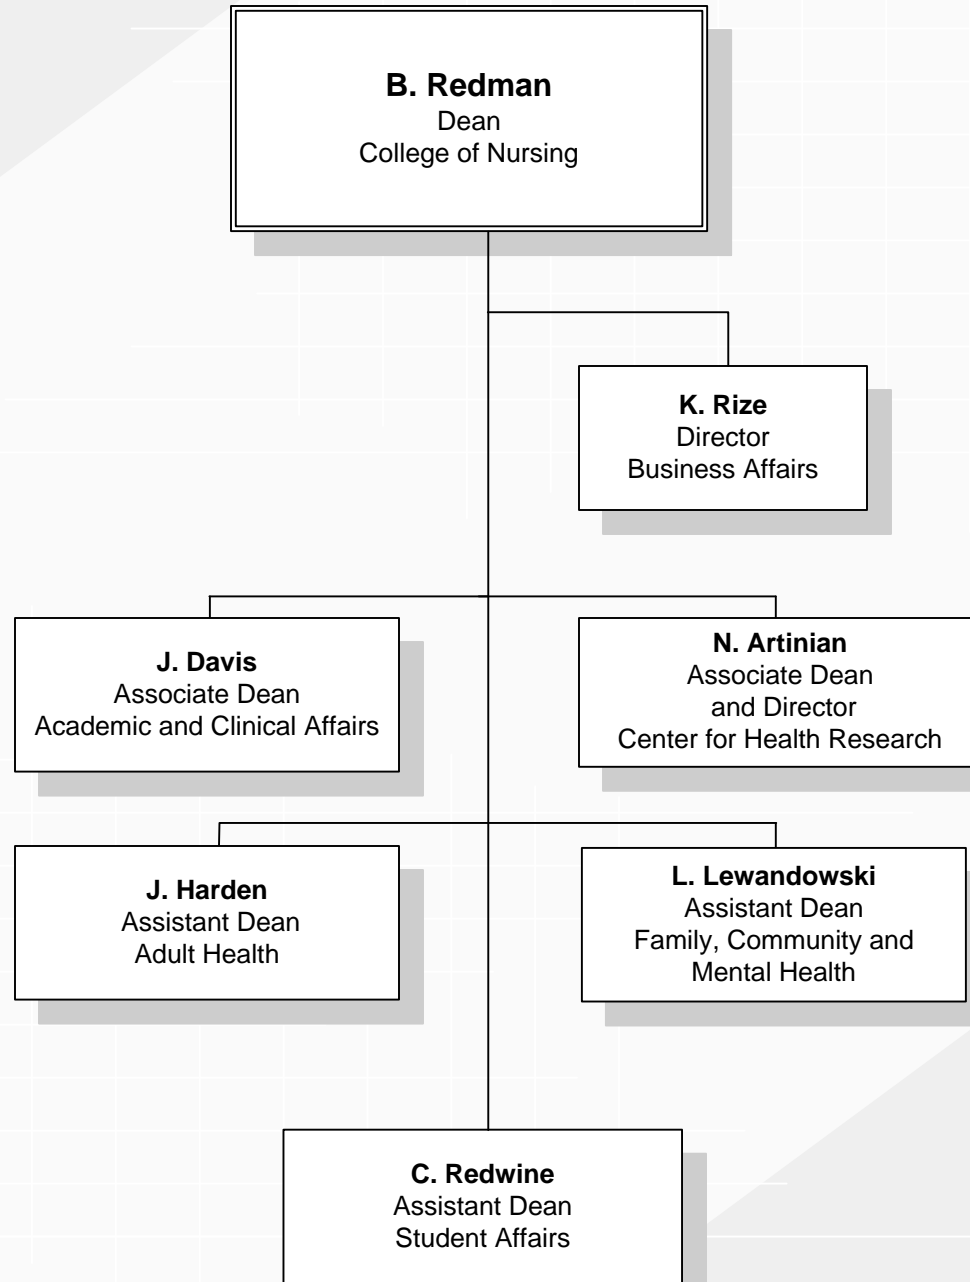 B. Redman
Dean
College of Nursing
K. Rize
Director
Business Affairs
J. Davis
Associate Dean
Academic and Clinical Affairs
N. Artinian
Associate Dean
and Director
Center for Health Research
J. Harden
Assistant Dean
Adult Health
L. Lewandowski
Assistant Dean
Family, Community and
Mental Health
C. Redwine
Assistant Dean
Student Affairs